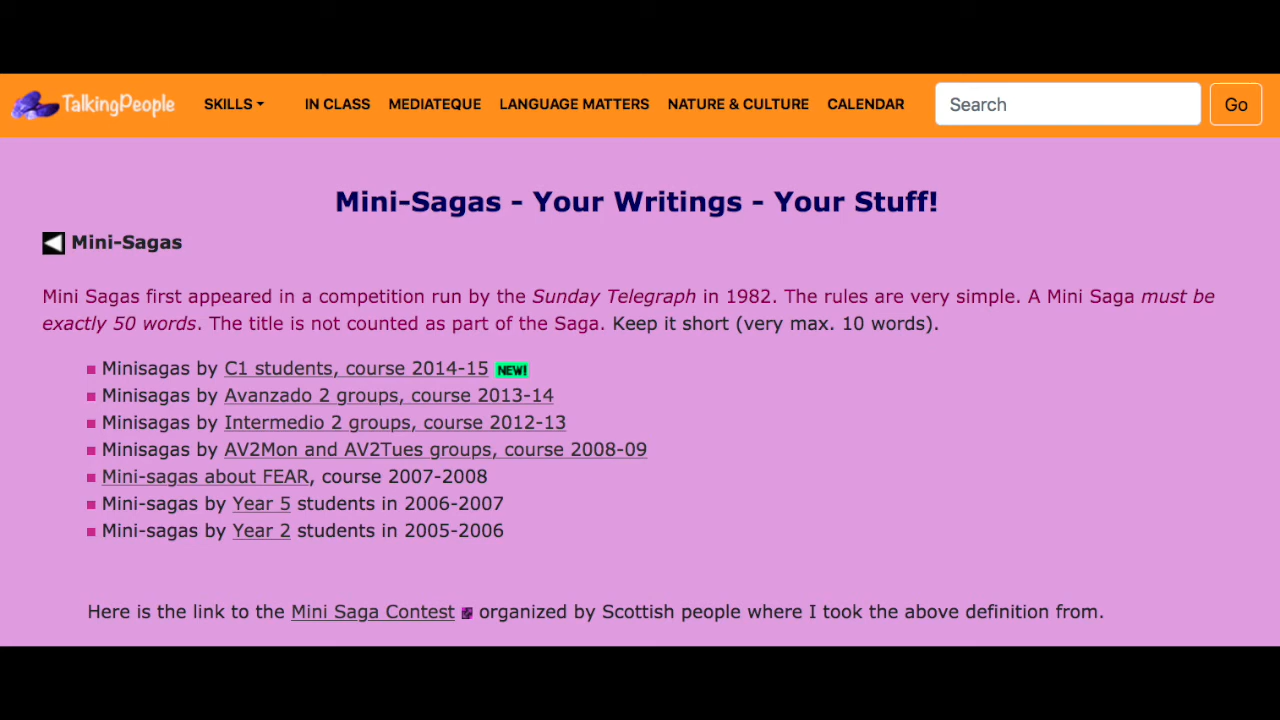 TalkingPeople SKILLS IN CLASS MEDIATEQUE LANGUAGE MATTERS NATURE & CULTURE CALENDAR Search Go
Mini-Sagas - Your Writings - Your Stuff!
Mini-Sagas
Mini Sagas first appeared in a competition run by the Sunday Telegraph in 1982. The rules are very simple. A Mini Saga must be
exactly 50 words. The title is not counted as part of the Saga. Keep it short (very max. 10 words).
Minisagas by C1 students, course 2014-15 NEW!
Minisagas by Avanzado 2 groups, course 2013-14
Minisagas by Intermedio 2 groups, course 2012-13
Minisagas by AV2Mon and AV2Tues groups, course 2008-09
Mini-sagas about FEAR, course 2007-2008
Mini-sagas by Year 5 students in 2006-2007
Mini-sagas by Year 2 students in 2005-2006
Here is the link to the Mini Saga Contest organized by Scottish people where I took the above definition from.